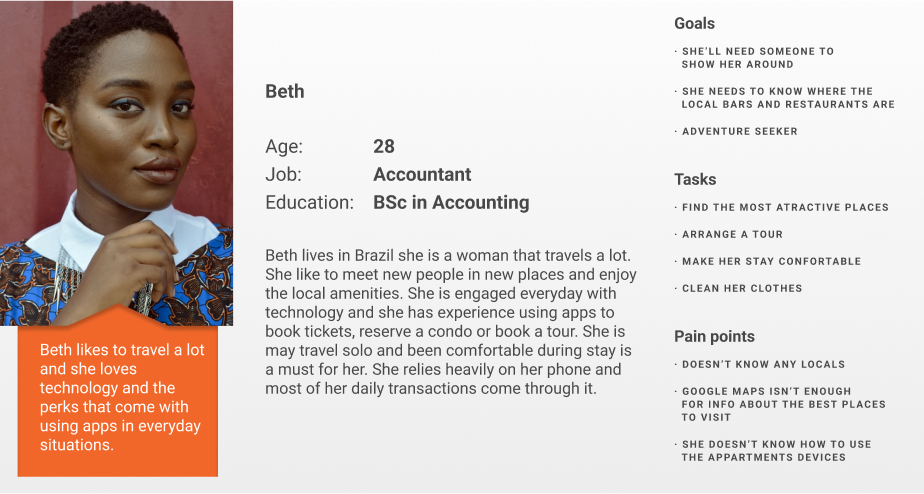 Beth
Age: 28
Job: Accountant
Education: BSc in Accounting
Beth lives in Brazil she is a woman that travels a lot.
She like to meet new people in new places and enjoy
the local amenities. She is engaged everyday with
technology and she has experience using apps to
book tickets, reserve a condo or book a tour. She is
may travel solo and been comfortable during stay is
a must for her. She relies heavily on her phone and
most of her daily transactions come through it.
Beth likes to travel a lot
and she loves
technology and the
perks that come with
using apps in everyday
situations.
Goals
· SHE'LL NEED SOMEONE TO
SHOW HER AROUND
· SHE NEEDS TO KNOW WHERE THE
LOCAL BARS AND RESTAURANTS ARE
· ADVENTURE SEEKER
Tasks
· FIND THE MOST ATRACTIVE PLACES
· ARRANGE A TOUR
· MAKE HER STAY CONFORTABLE
· CLEAN HER CLOTHES
Pain points
· DOESN'T KNOW ANY LOCALS
· GOOGLE MAPS ISN'T ENOUGH
FOR INFO ABOUT THE BEST PLACES
TO VISIT
· SHE DOESN'T KNOW HOW TO USE
THE APPARTMENTS DEVICES